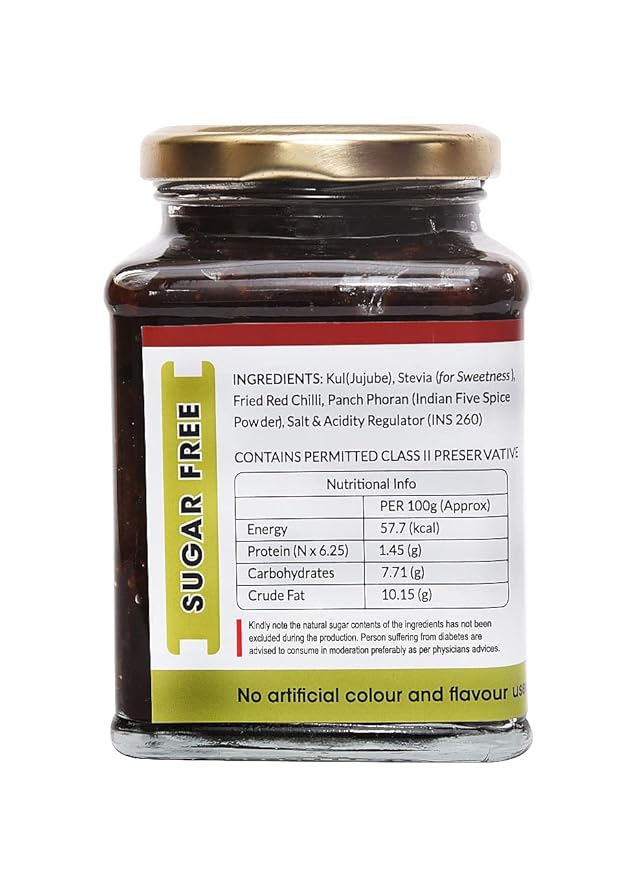 SUGAR FREE
INGREDIENTS: Kul(Jujube), Stevia (for Sweetness),
Fried Red Chilli, Panch Phoran (Indian Five Spice
Powder), Salt & Acidity Regulator (INS 260)
CONTAINS PERMITTED CLASS II PRESERVATIVE
Nutritional Info
PER 100g (Approx)
Energy 57.7 (kcal)
Protein (N x 6.25) 1.45 (g)
Carbohydrates 7.71 (g)
Crude Fat 10.15 (g)
Kindly note the natural sugar contents of the ingredients has not been
excluded during the production. Person suffering from diabetes are
advised to consume in moderation preferably as per physicians advices.
No artificial colour and flavour use